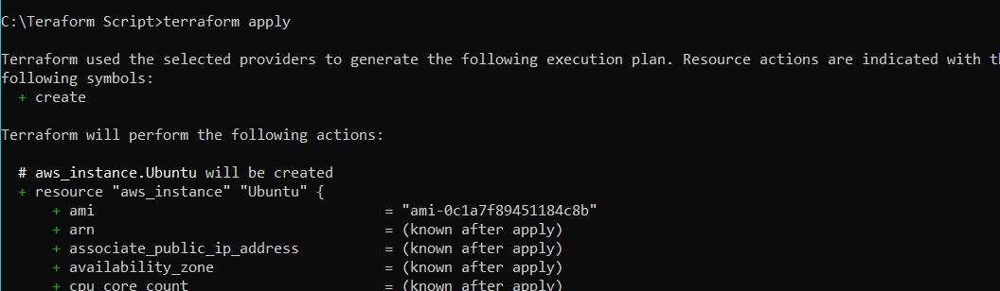 C:\Teraform Script>terraform apply
Terraform used the selected providers to generate the following execution plan. Resource actions are indicated with
following symbols:
+ create
Terraform will perform the following actions:
# aws_instance.Ubuntu will be created
+ resource "aws_instance" "Ubuntu" {
+ ami = "ami-0c1a7f89451184c8b"
+ arn = (known after apply)
+ associate_public_ip_address = (known after apply)
+ availability_zone = (known after apply)
+ cpu_core_count = (known after apply)